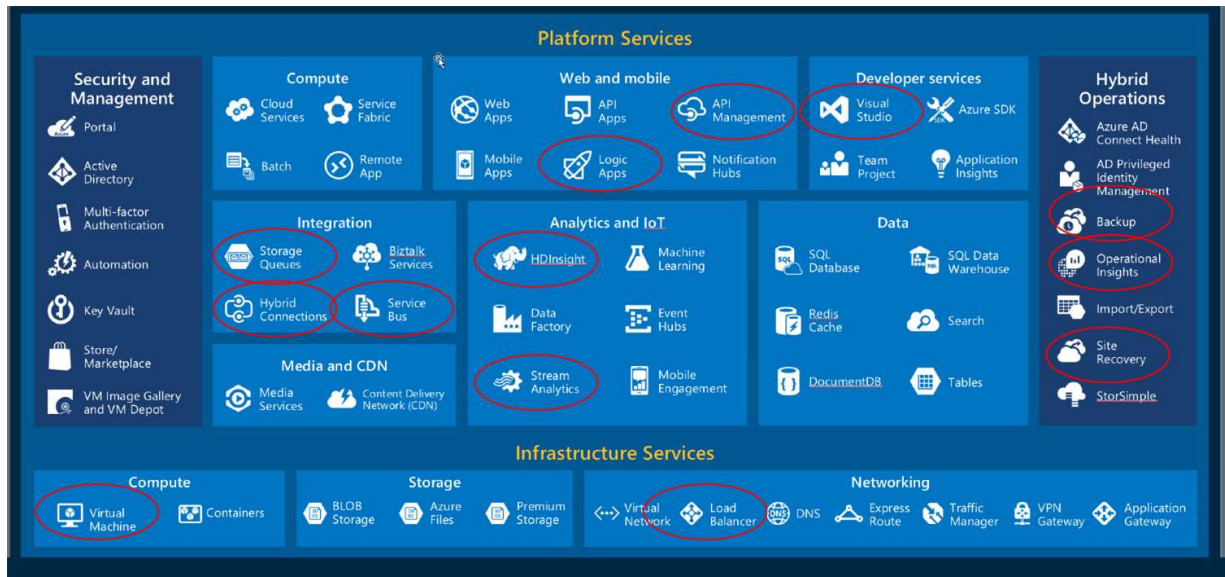 Platform Services
Security and
Management
Portal
Active
Directory
Multi-factor
Authentication
Automation
Key Vault
Store/
Marketplace
VM Image Gallery
and VM Depot
Compute
Cloud
Services
Service
Fabric
Batch
Remote
App
Web and mobile
Web
Apps
API
Apps
API
Management
Mobile
Apps
Logic
Apps
Notification
Hubs
Developer services
Visual
Studio
Azure SDK
Team
Project
Application
Insights
Integration
Storage
Queues
Biztalk
Services
Hybrid
Connections
Service
Bus
Media and CDN
Media
Services
Content Delivery
Network (CDN)
Analytics and IoT
HDInsight
Machine
Learning
Data
Factory
Event
Hubs
Stream
Analytics
Mobile
Engagement
Data
SQL
SQL
Database
SQL
SQL Data
Warehouse
Redis
Cache
Search
DocumentDB
Tables
Hybrid
Operations
Azure AD
Connect Health
AD Privileged
Identity
Management
Backup
Operational
Insights
Import/Export
Site
Recovery
StorSimple
Infrastructure Services
Compute
Virtual
Machine
Containers
Storage
BLOB
Storage
Azure
Files
Premium
Storage
Networking
Virtual
Network
Load
Balancer
DNS
DNS
Express
Route
Traffic
Manager
VPN
Gateway
Application
Gateway